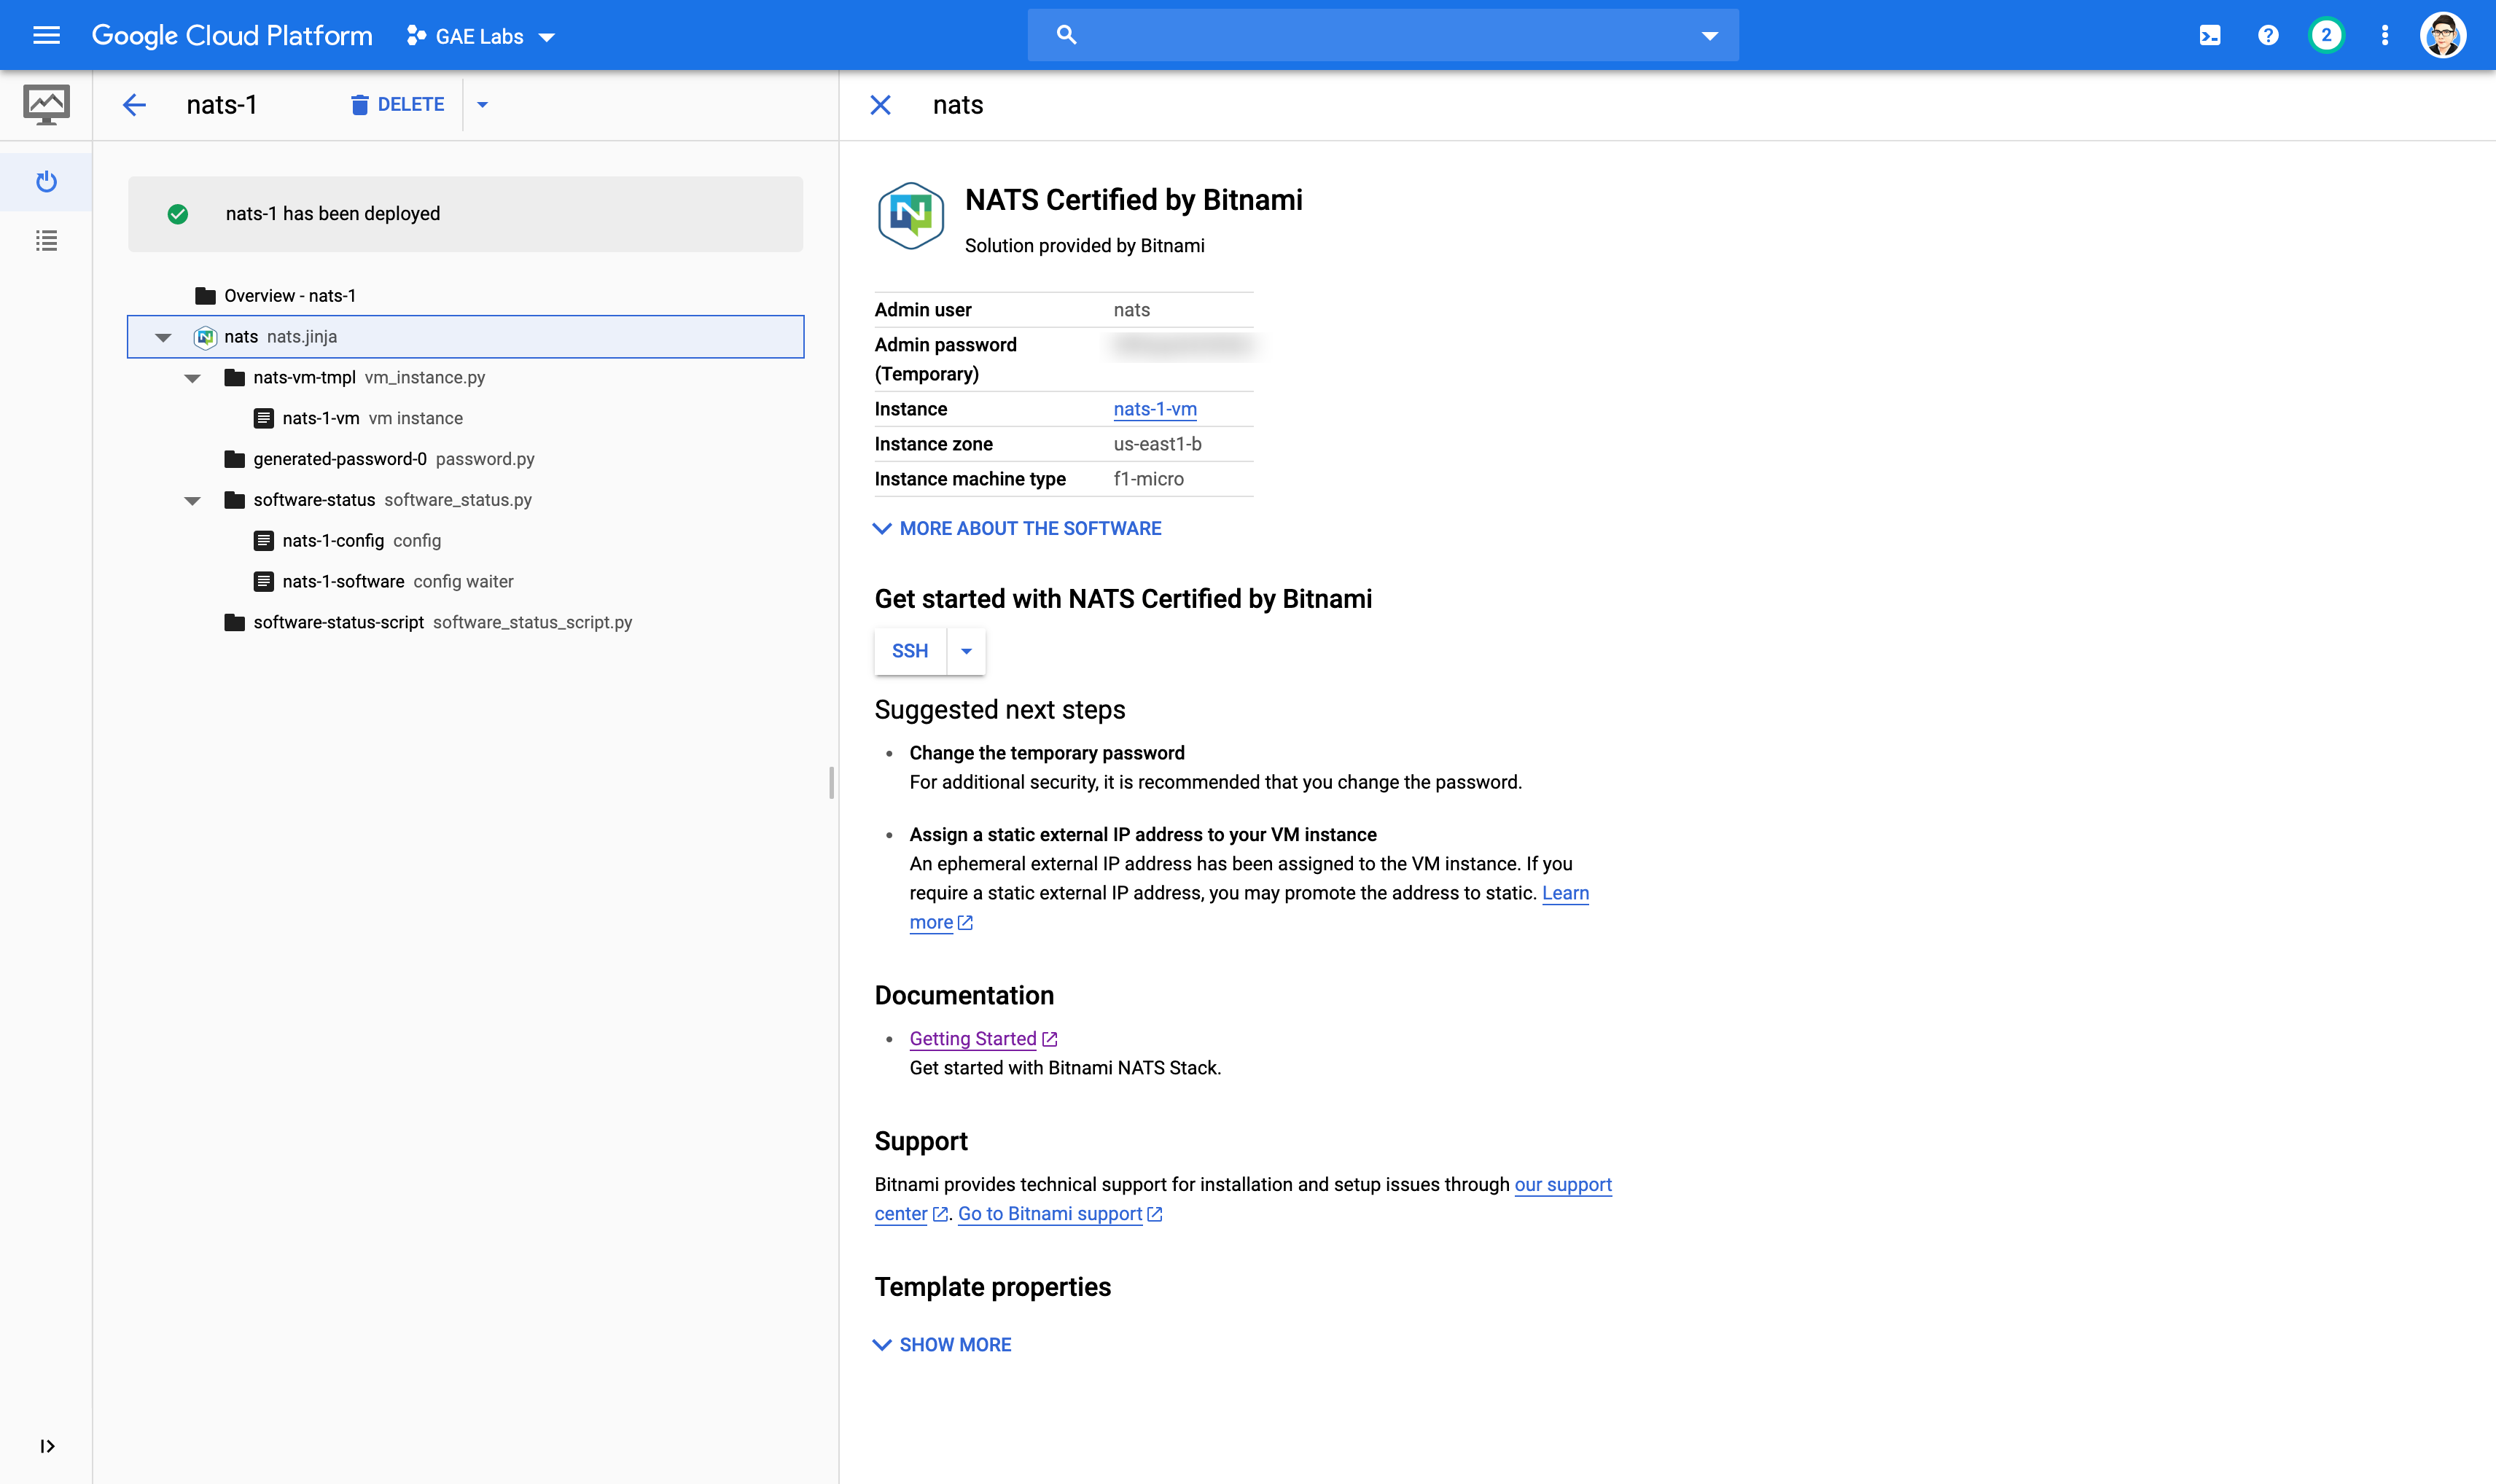 Google Cloud Platform
GAE Labs
2
nats-1
DELETE
nats-1 has been deployed
Overview - nats-1
nats nats.jinja
nats-vm-tmpl vm_instance.py
nats-1-vm vm instance
generated-password-0 password.py
software-status software_status.py
nats-1-config config
nats-1-software config waiter
software-status-script software_status_script.py
nats
NATS Certified by Bitnami
Solution provided by Bitnami
Admin user nats
Admin password
(Temporary)
Instance nats-1-vm
Instance zone us-east1-b
Instance machine type f1-micro
MORE ABOUT THE SOFTWARE
Get started with NATS Certified by Bitnami
SSH
Suggested next steps
• Change the temporary password
For additional security, it is recommended that you change the password.
• Assign a static external IP address to your VM instance
An ephemeral external IP address has been assigned to the VM instance. If you
require a static external IP address, you may promote the address to static. Learn
more
Documentation
• Getting Started
Get started with Bitnami NATS Stack.
Support
Bitnami provides technical support for installation and setup issues through our support
center. Go to Bitnami support
Template properties
SHOW MORE